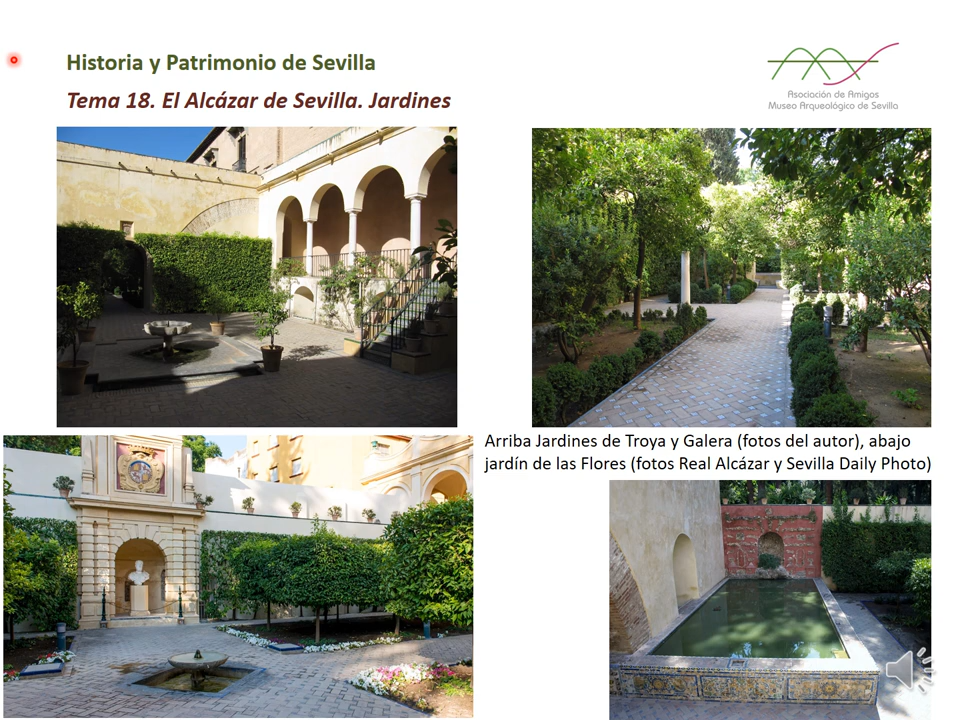 Historia y Patrimonio de Sevilla
Tema 18. El Alcázar de Sevilla. Jardines
Asociación de Amigos
Museo Arqueológico de Sevilla
Arriba Jardines de Troya y Galera (fotos del autor), abajo
jardín de las Flores (fotos Real Alcázar y Sevilla Daily Photo)